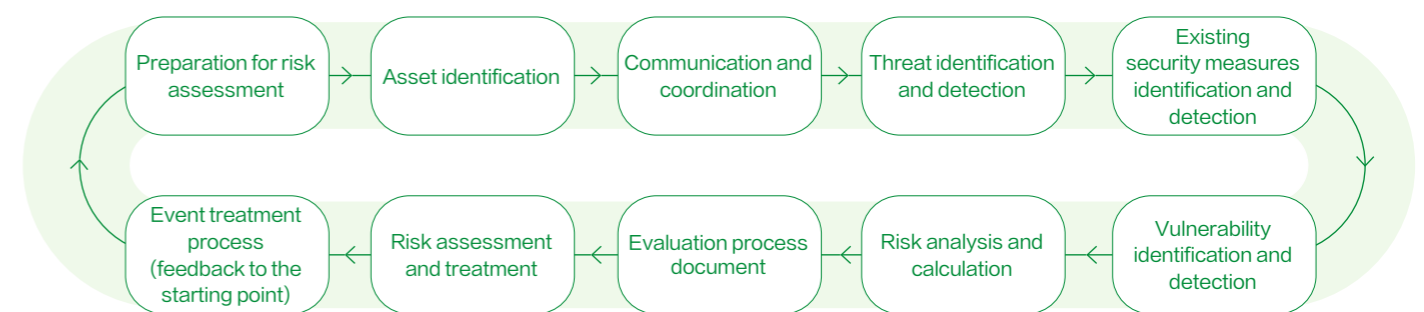 Preparation for risk
assessment
Asset identification
Communication and
coordination
Threat identification
and detection
Existing
security measures
identification and
detection
Vulnerability
identification and
detection
Risk analysis and
calculation
Evaluation process
document
Risk assessment
and treatment
Event treatment
process
(feedback to the
starting point)